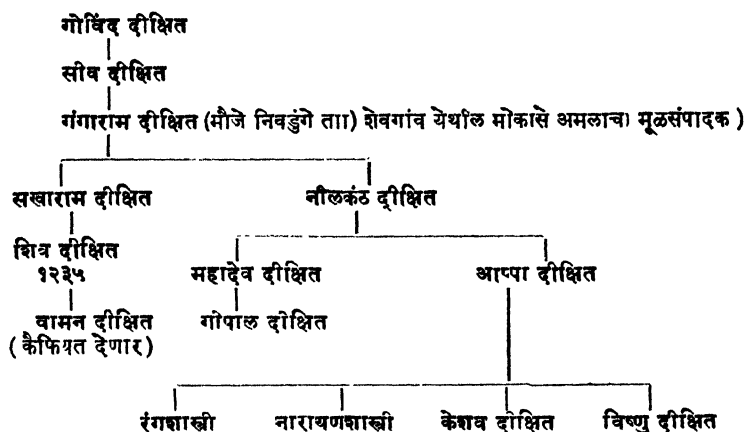 गोविंद दीक्षित
सीव दीक्षित
गंगाराम दीक्षित (मौजे निवडुंगे ताा) शेवगांव येर्थाल मोकासे अमलाचा मूळसंपादक )
सखाराम दीक्षित नीलकंठ दीक्षित
शित्र दीक्षित
१२३५ महादेव दीक्षित आप्पा दीक्षित
वामन दीक्षित गोपाल दीक्षित
(कैफियत देणार)
रंगशास्त्री नारायणशास्त्री केशव दीक्षित विष्णु दीक्षित